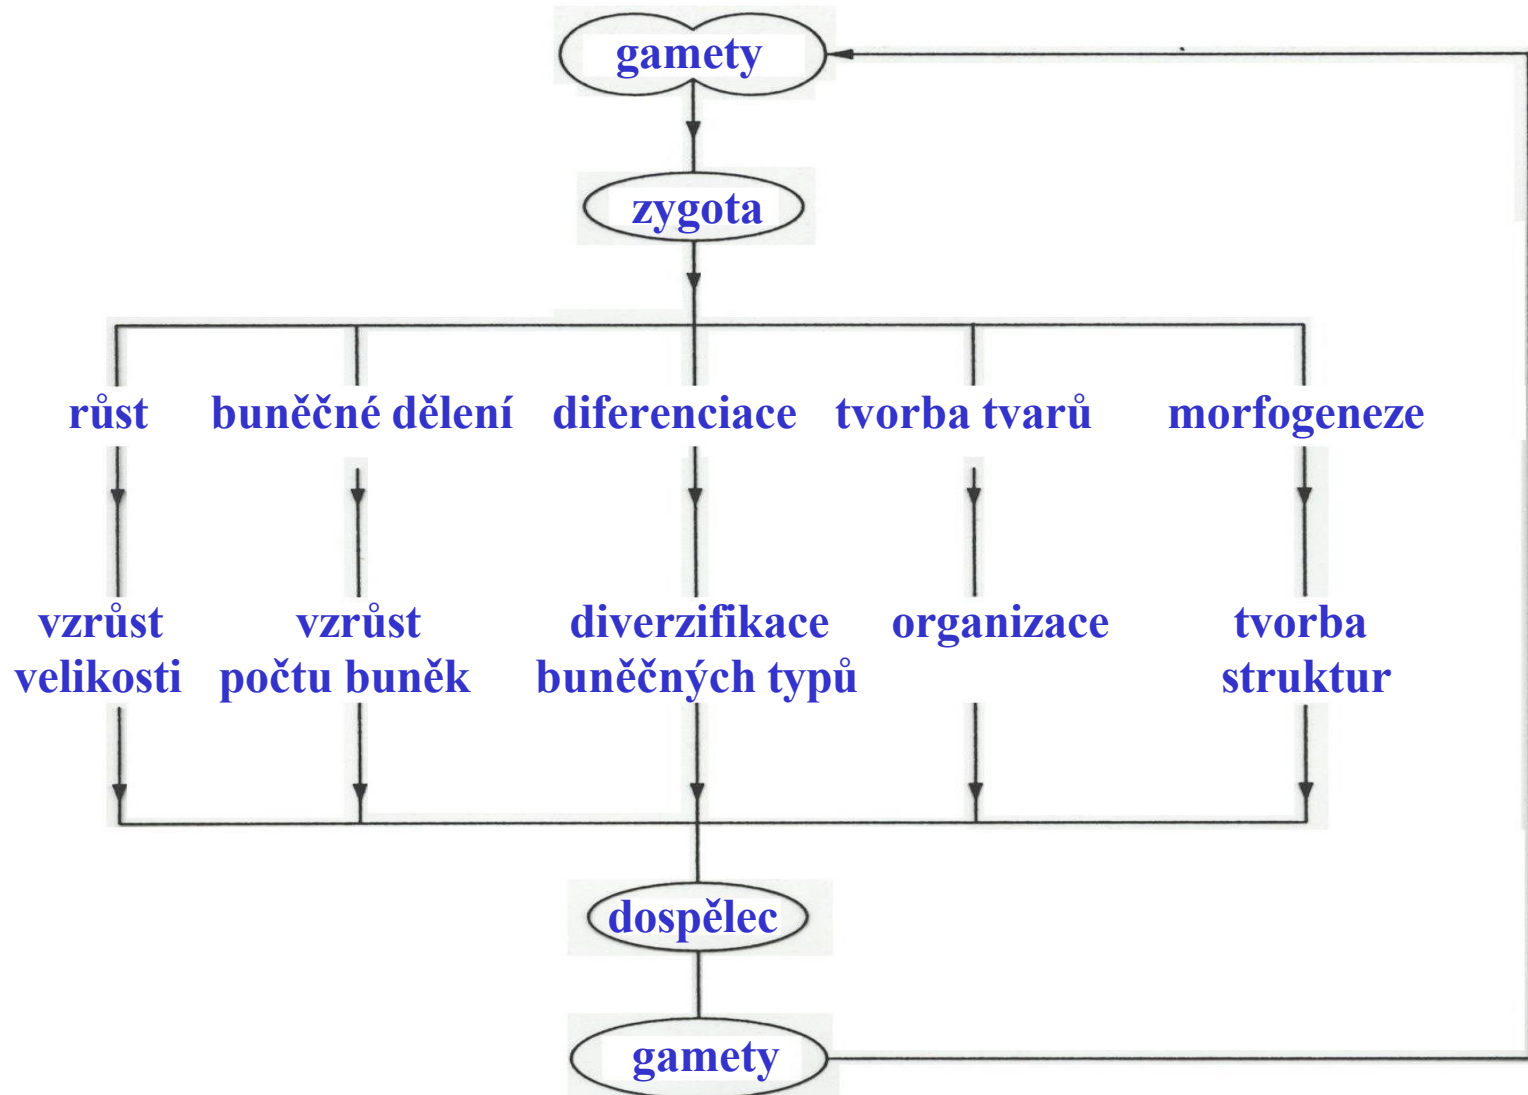 gamety
zygota
růst
buněčné dělení
diferenciace
tvorba tvarů
morfogeneze
vzrůst
velikosti
vzrůst
počtu buněk
diverzifikace
buněčných typů
organizace
tvorba
struktur
dospělec
gamety